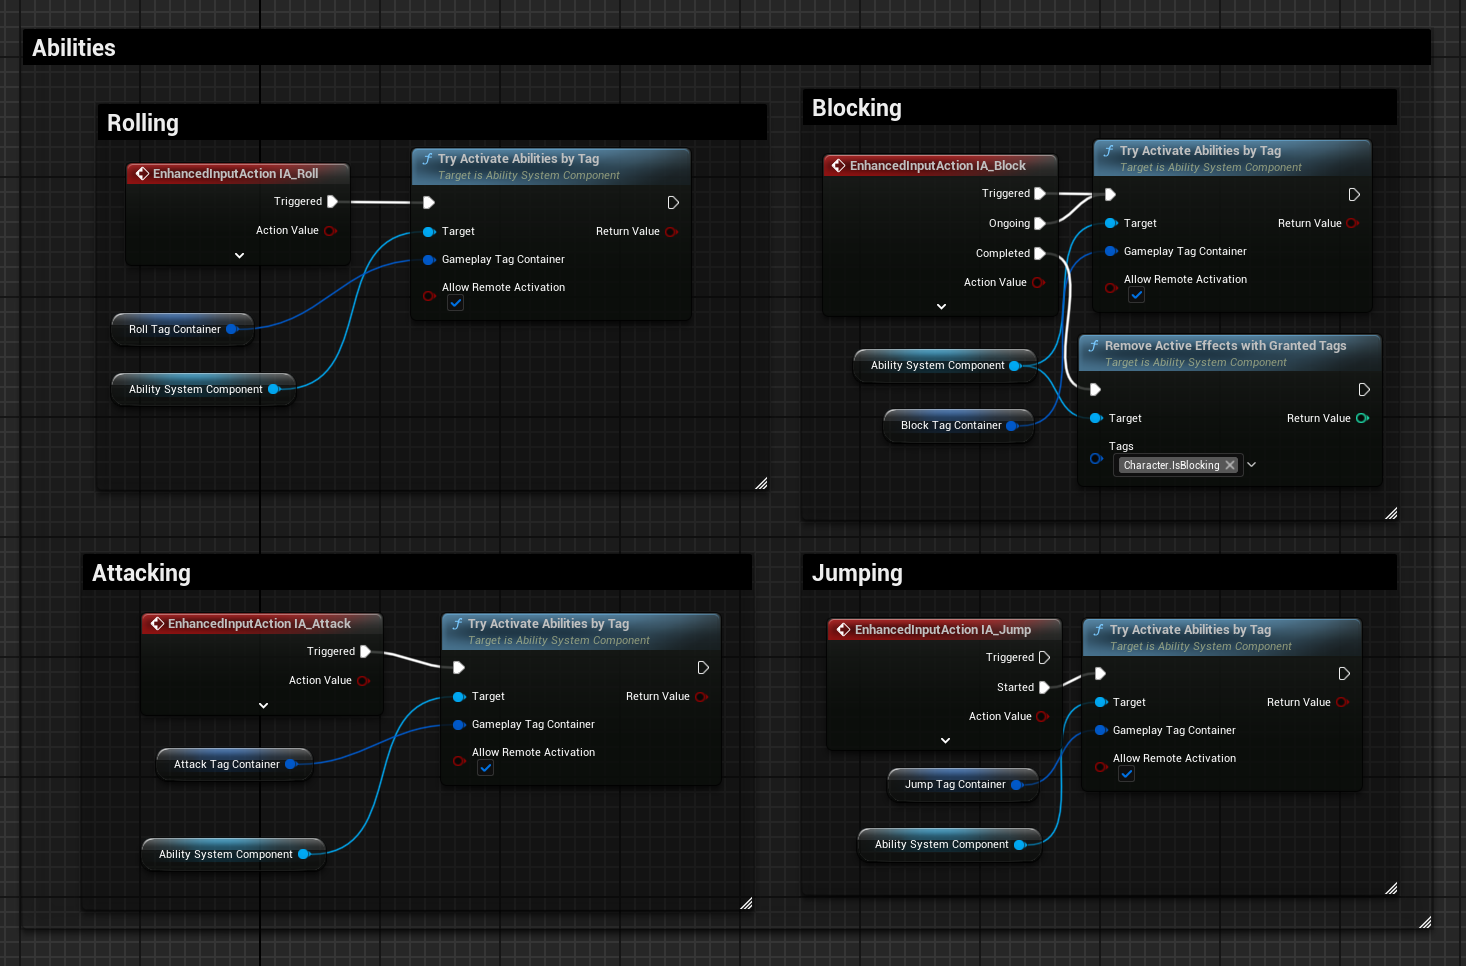 Abilities
Rolling
EnhancedInputAction IA_Roll
Triggered
Action Value
Try Activate Abilities by Tag
Target is Ability System Component
Target
Return Value
Gameplay Tag Container
Allow Remote Activation
Roll Tag Container
Ability System Component
Blocking
EnhancedInputAction IA_Block
Triggered
Ongoing
Completed
Action Value
Try Activate Abilities by Tag
Target is Ability System Component
Target
Return Value
Gameplay Tag Container
Allow Remote Activation
Ability System Component
Block Tag Container
Remove Active Effects with Granted Tags
Target is Ability System Component
Target
Return Value
Tags
Character.IsBlocking
Attacking
EnhancedInputAction IA_Attack
Triggered
Action Value
Try Activate Abilities by Tag
Target is Ability System Component
Target
Return Value
Gameplay Tag Container
Allow Remote Activation
Attack Tag Container
Ability System Component
Jumping
EnhancedInputAction IA_Jump
Triggered
Started
Action Value
Try Activate Abilities by Tag
Target is Ability System Component
Target
Return Value
Gameplay Tag Container
Allow Remote Activation
Jump Tag Container
Ability System Component